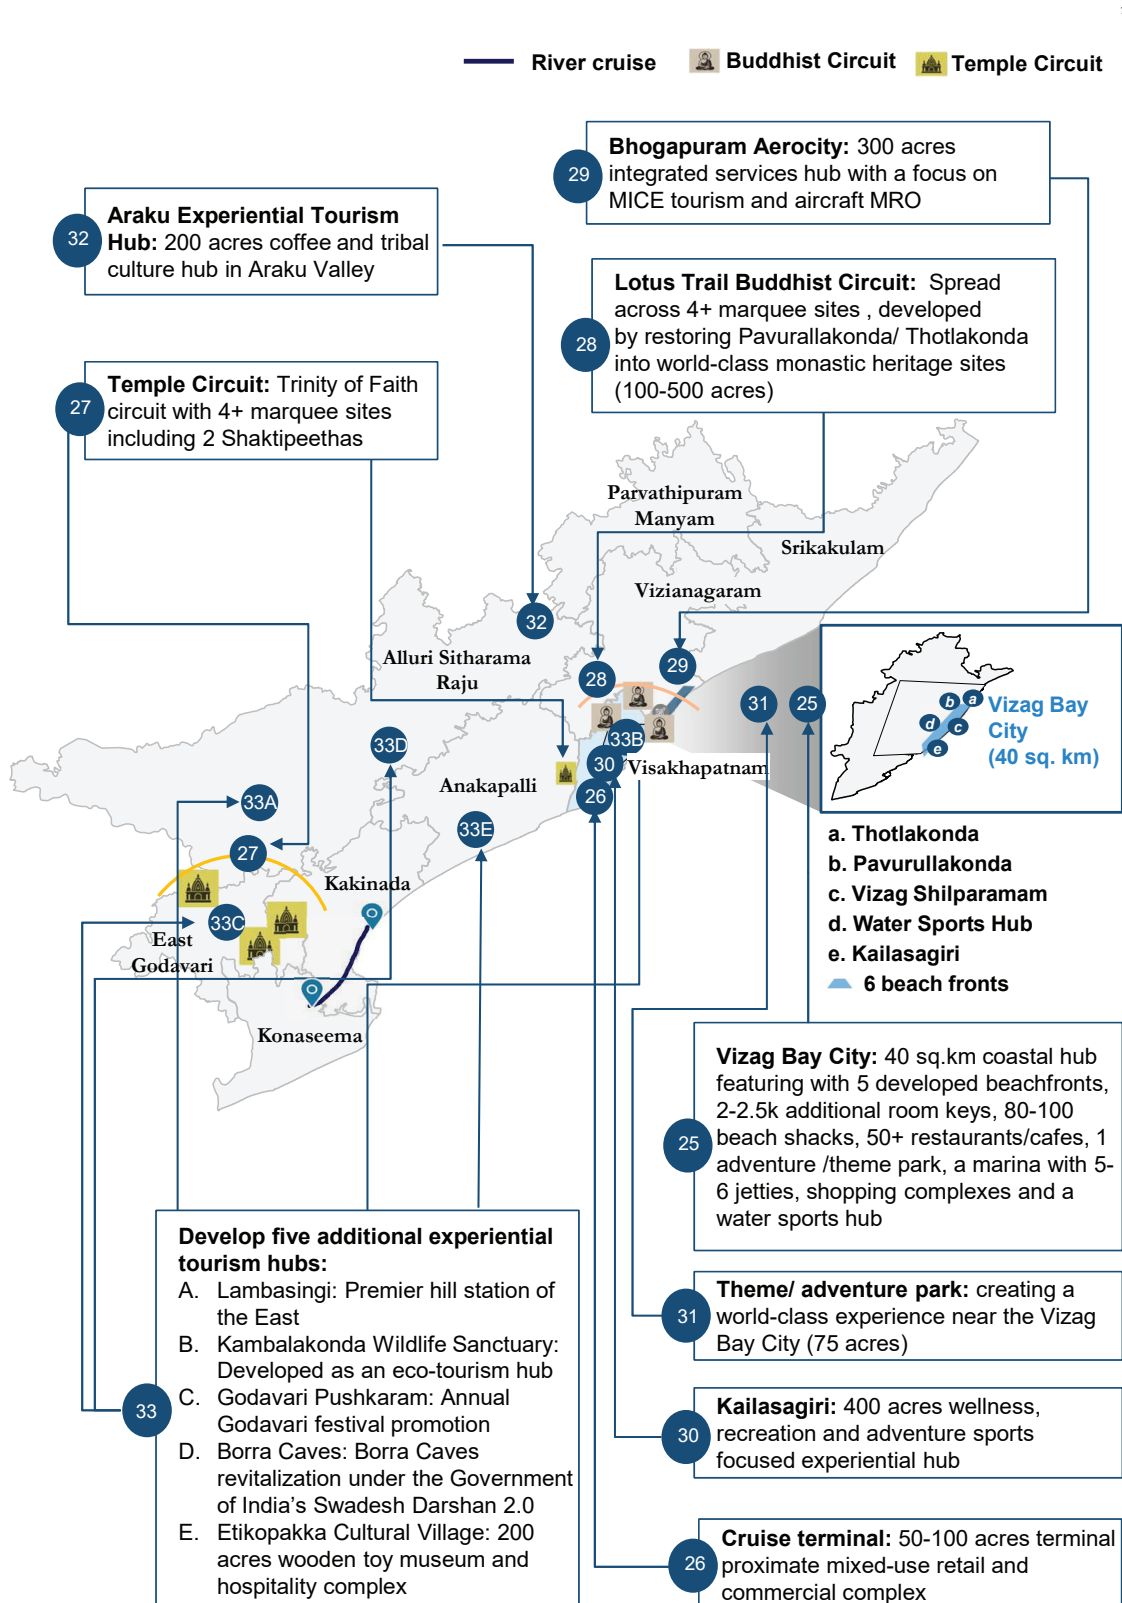 River cruise
Buddhist Circuit
Temple Circuit
29
Bhogapuram Aerocity: 300 acres
integrated services hub with a focus on
MICE tourism and aircraft MRO
32
Araku Experiential Tourism
Hub: 200 acres coffee and tribal
culture hub in Araku Valley
28
Lotus Trail Buddhist Circuit: Spread
across 4+ marquee sites , developed
by restoring Pavurallakonda/ Thotlakonda
into world-class monastic heritage sites
(100-500 acres)
27
Temple Circuit: Trinity of Faith
circuit with 4+ marquee sites
including 2 Shaktipeethas
Parvathipuram
Manyam
Srikakulam
Vizianagaram
32
Alluri Sitharama
Raju
28
29
31
25
33B
30
26
Visakhapatnam
33D
Anakapalli
33A
33E
27
Kakinada
33C
East
Godavari
Konaseema
a
b
c
d
e
Vizag Bay
City
(40 sq. km)
a. Thotlakonda
b. Pavurullakonda
c. Vizag Shilparamam
d. Water Sports Hub
e. Kailasagiri
6 beach fronts
25
Vizag Bay City: 40 sq.km coastal hub
featuring with 5 developed beachfronts,
2-2.5k additional room keys, 80-100
beach shacks, 50+ restaurants/cafes, 1
adventure /theme park, a marina with 5-
6 jetties, shopping complexes and a
water sports hub
31
Theme/ adventure park: creating a
world-class experience near the Vizag
Bay City (75 acres)
30
Kailasagiri: 400 acres wellness,
recreation and adventure sports
focused experiential hub
26
Cruise terminal: 50-100 acres terminal
proximate mixed-use retail and
commercial complex
33
Develop five additional experiential
tourism hubs:
A. Lambasingi: Premier hill station of
the East
B. Kambalakonda Wildlife Sanctuary:
Developed as an eco-tourism hub
C. Godavari Pushkaram: Annual
Godavari festival promotion
D. Borra Caves: Borra Caves
revitalization under the Government
of India's Swadesh Darshan 2.0
E. Etikopakka Cultural Village: 200
acres wooden toy museum and
hospitality complex